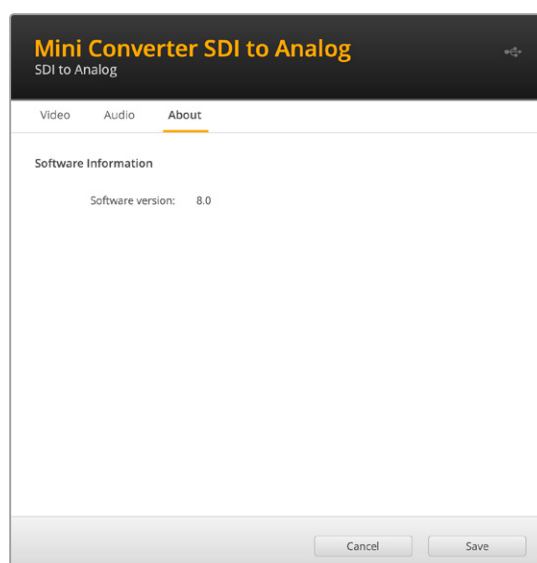 Mini Converter SDI to Analog
SDI to Analog
Video Audio About
Software Information
Software version: 8.0
Cancel Save